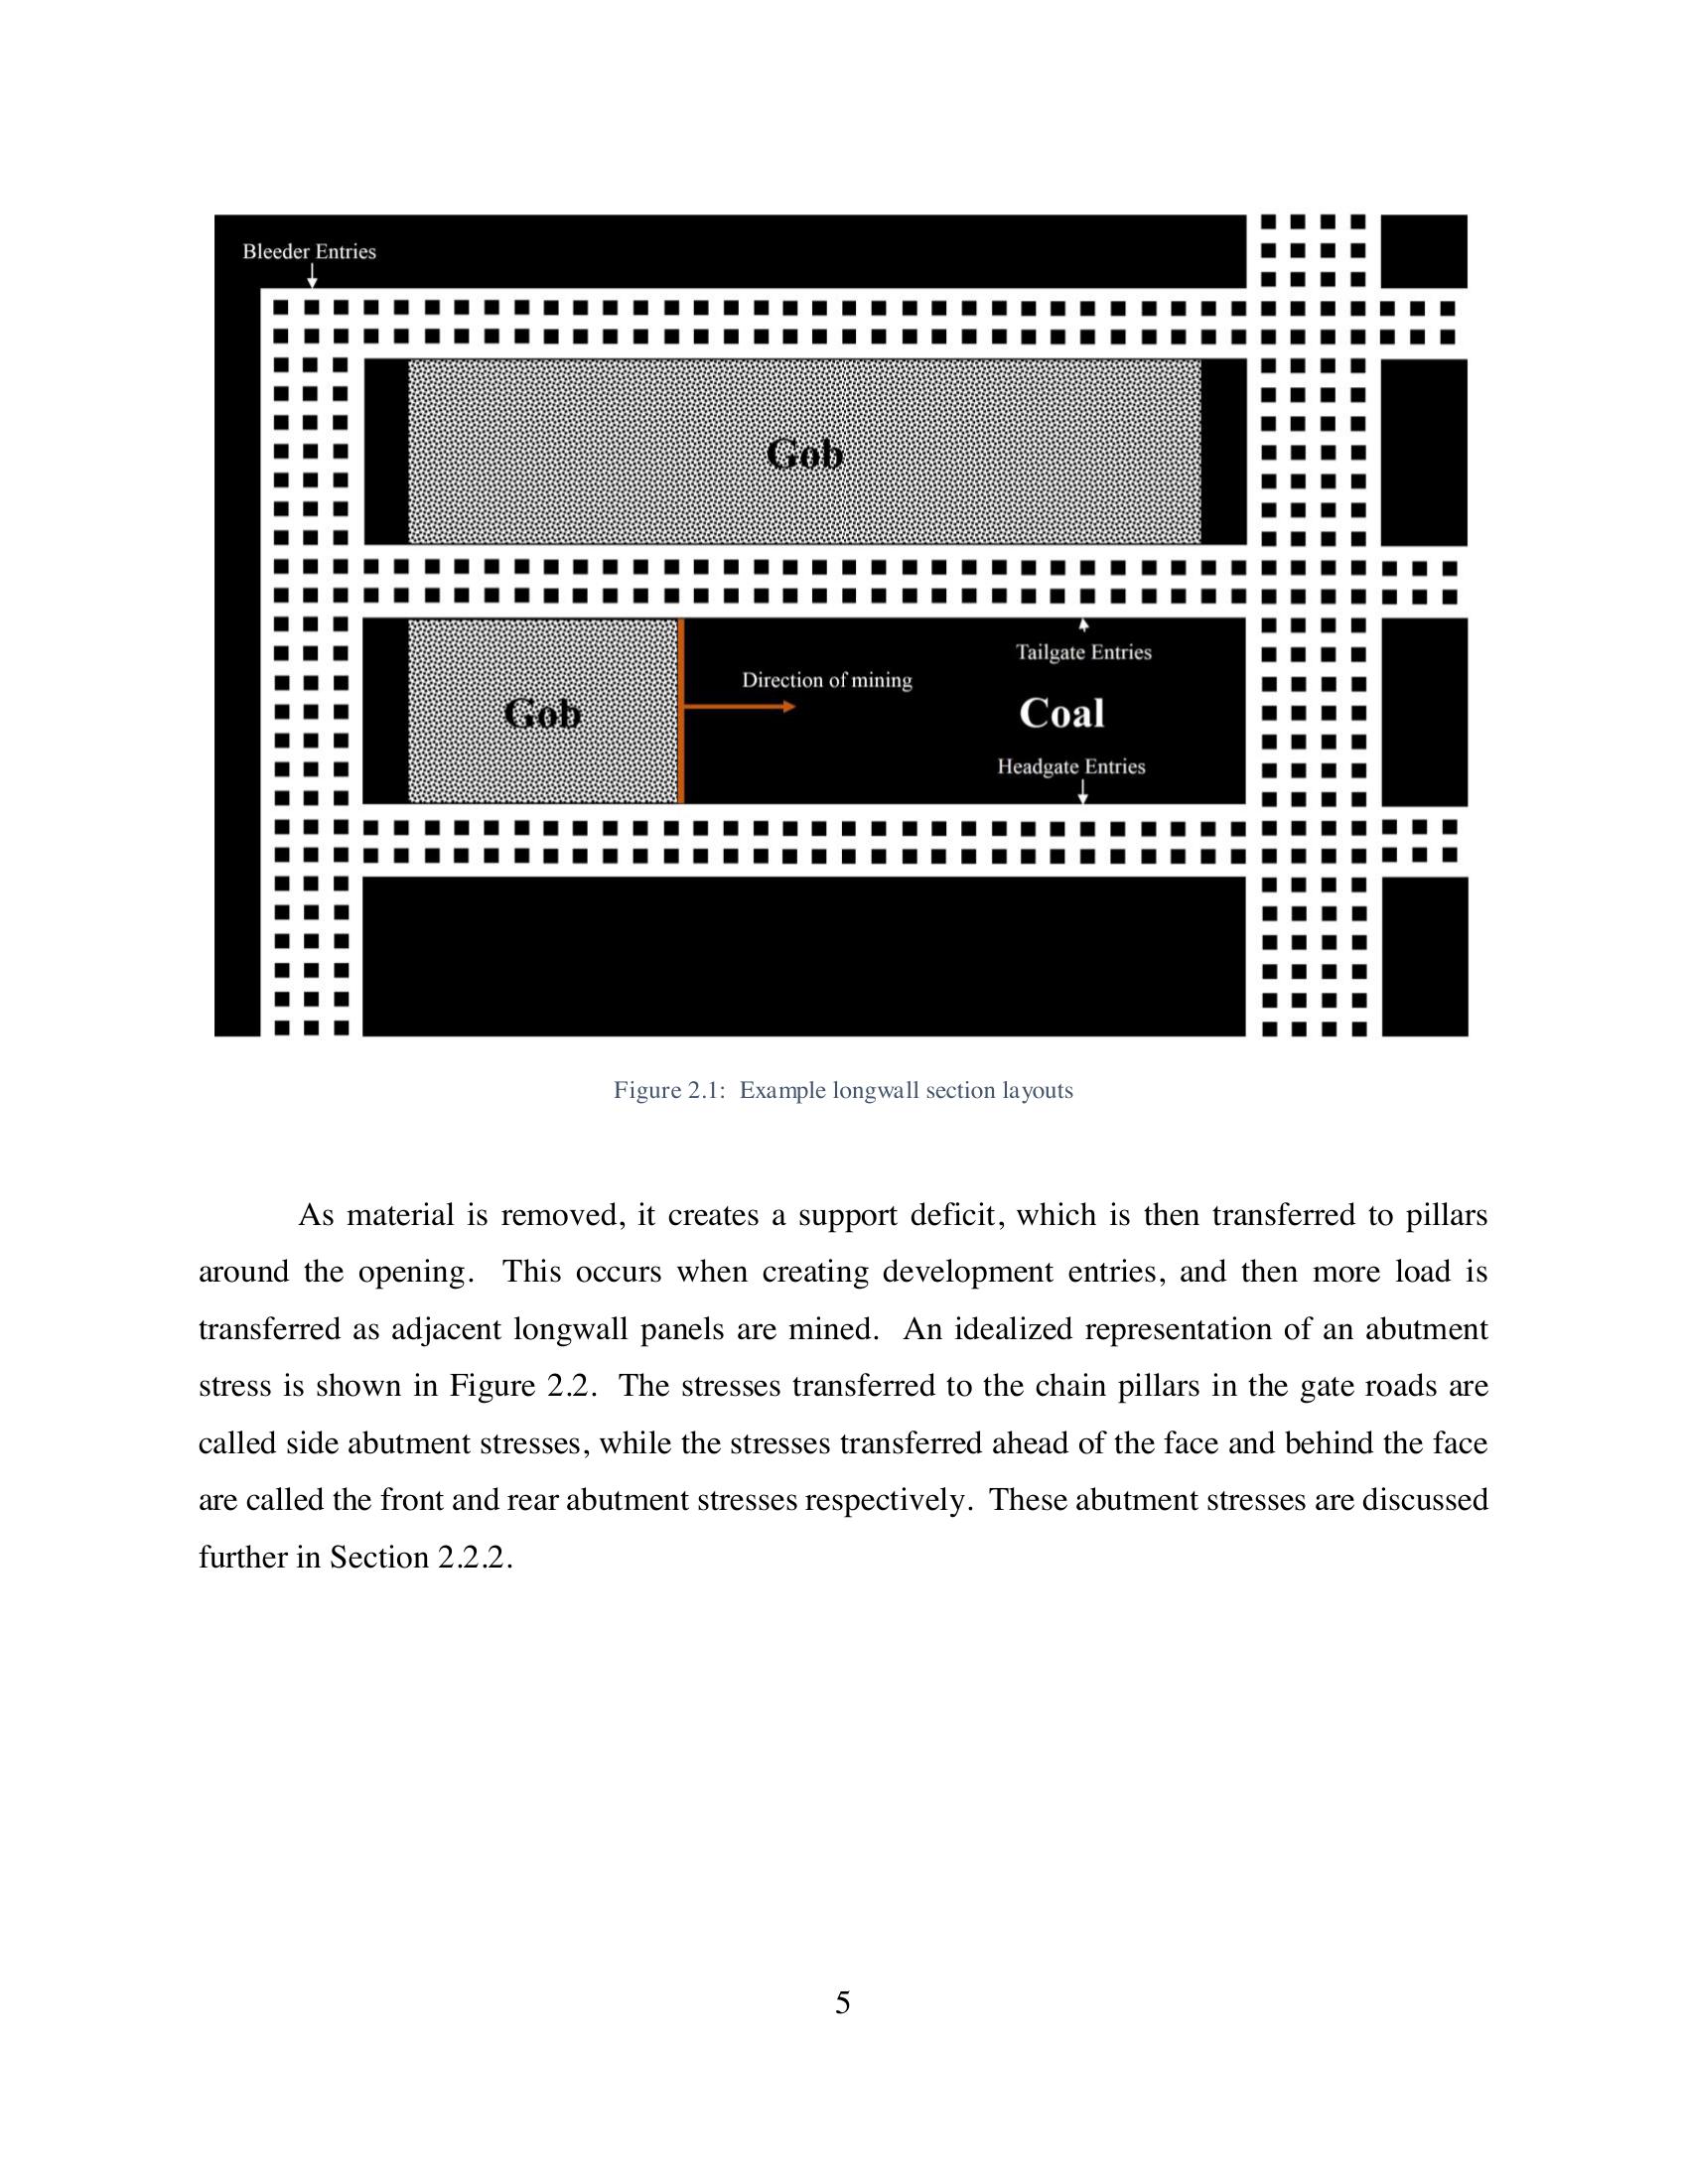 Bleeder Entries
Gob
Tailgate Entries
Direction of mining
Gob
Coal
Headgate Entries
Figure 2.1:  Example longwall section layouts
As material is removed, it creates a support deficit, which is then transferred to pillars
around the opening.  This occurs when creating development entries, and then more load is
transferred as adjacent longwall panels are mined.  An idealized representation of an abutment
stress is shown in Figure 2.2.  The stresses transferred to the chain pillars in the gate roads are
called side abutment stresses, while the stresses transferred ahead of the face and behind the face
are called the front and rear abutment stresses respectively.  These abutment stresses are discussed
further in Section 2.2.2.
5